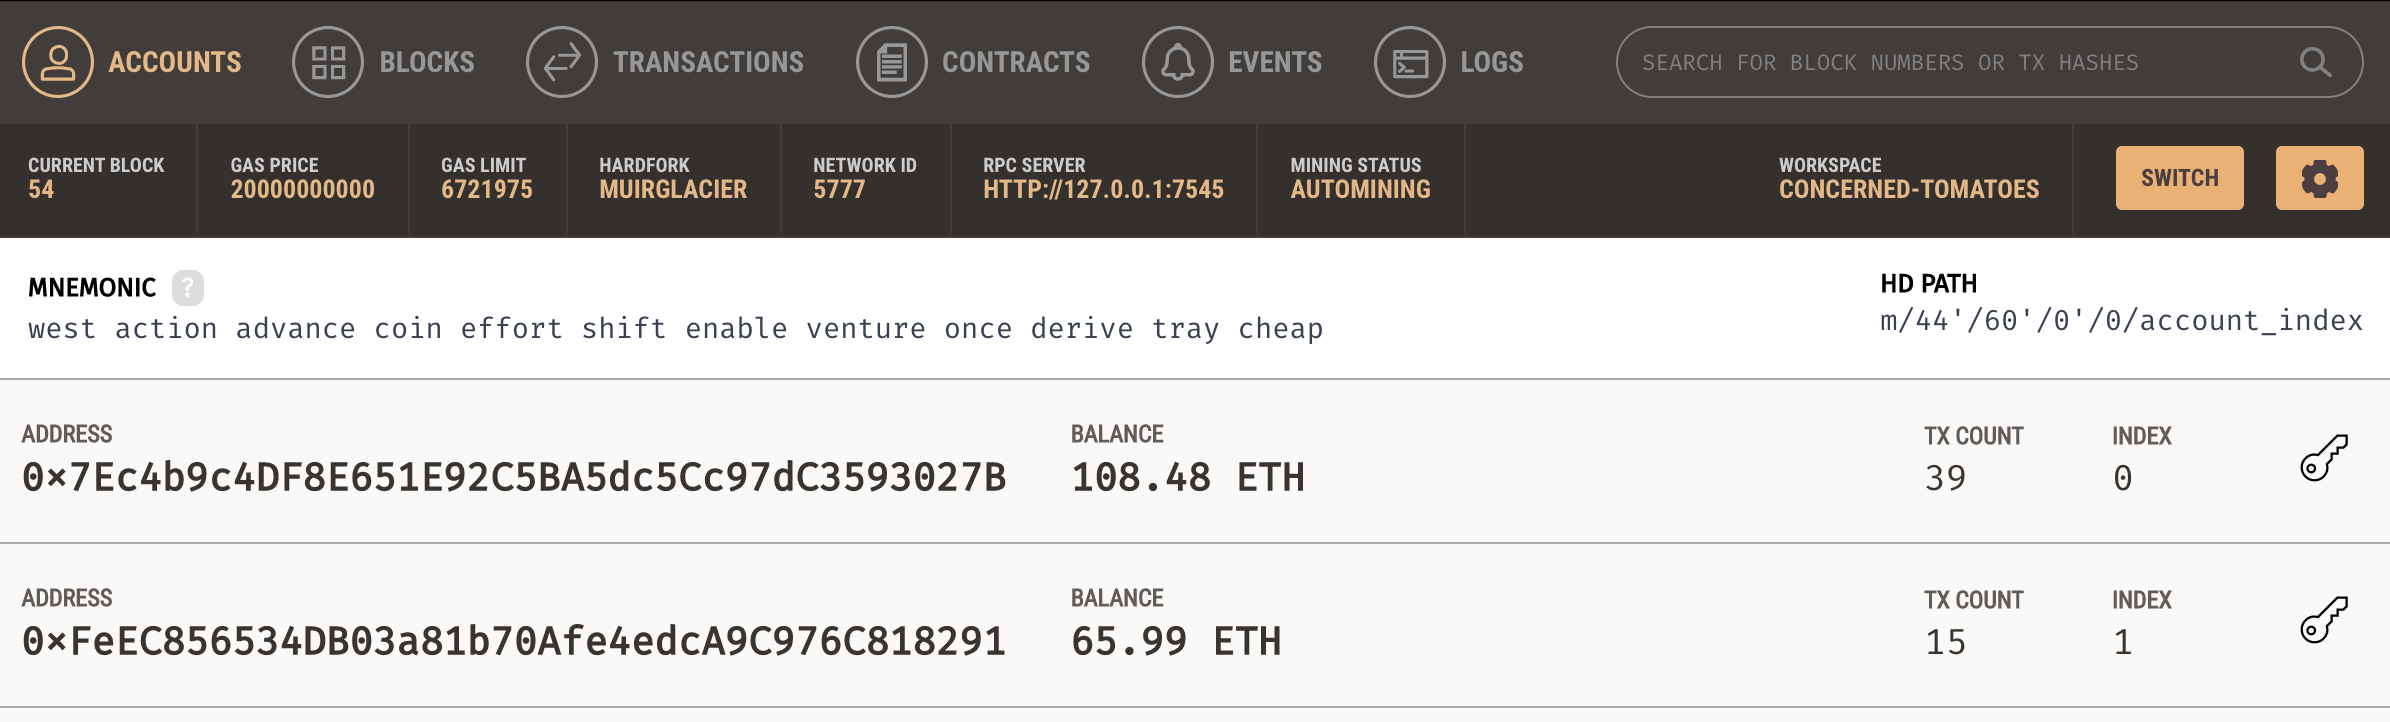 ACCOUNTS BLOCKS TRANSACTIONS CONTRACTS EVENTS LOGS SEARCH FOR BLOCK NUMBERS OR TX HASHES
CURRENT BLOCK GAS PRICE GAS LIMIT HARDFORK NETWORK ID RPC SERVER MINING STATUS WORKSPACE
54 20000000000 6721975 MUIRGLACIER 5777 HTTP://127.0.0.1:7545 AUTOMINING CONCERNED-TOMATOES SWITCH
MNEMONIC ? HD PATH
west action advance coin effort shift enable venture once derive tray cheap m/44'/60'/0'/0/account_index
ADDRESS BALANCE TX COUNT INDEX
0x7Ec4b9c4DF8E651E92C5BA5dc5Cc97dC3593027B 108.48 ETH 39 0
ADDRESS BALANCE TX COUNT INDEX
0xFeEC856534DB03a81b70Afe4edcA9C976C818291 65.99 ETH 15 1